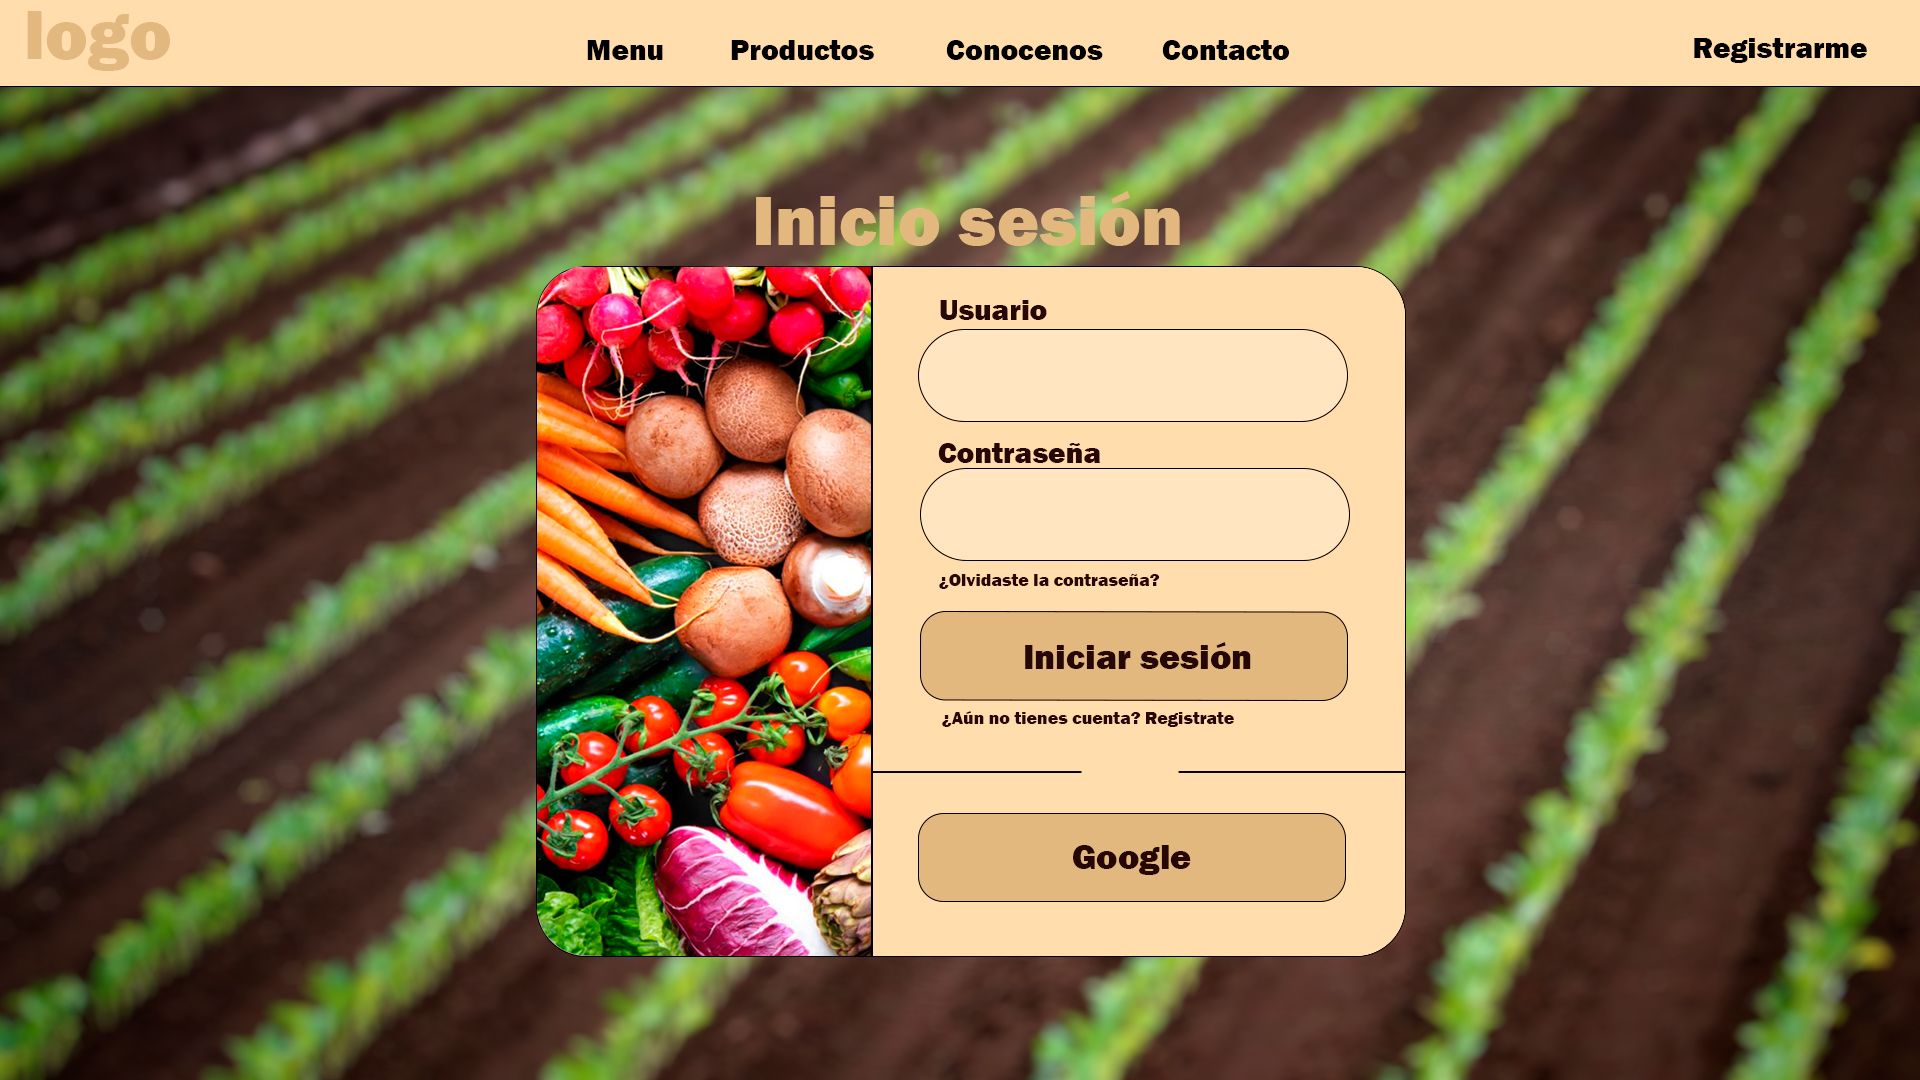 logo
Menu Productos Conocenos Contacto Registrarme
Inicio sesión
Usuario
Contraseña
¿Olvidaste la contraseña?
Iniciar sesión
¿Aún no tienes cuenta? Registrate
Google